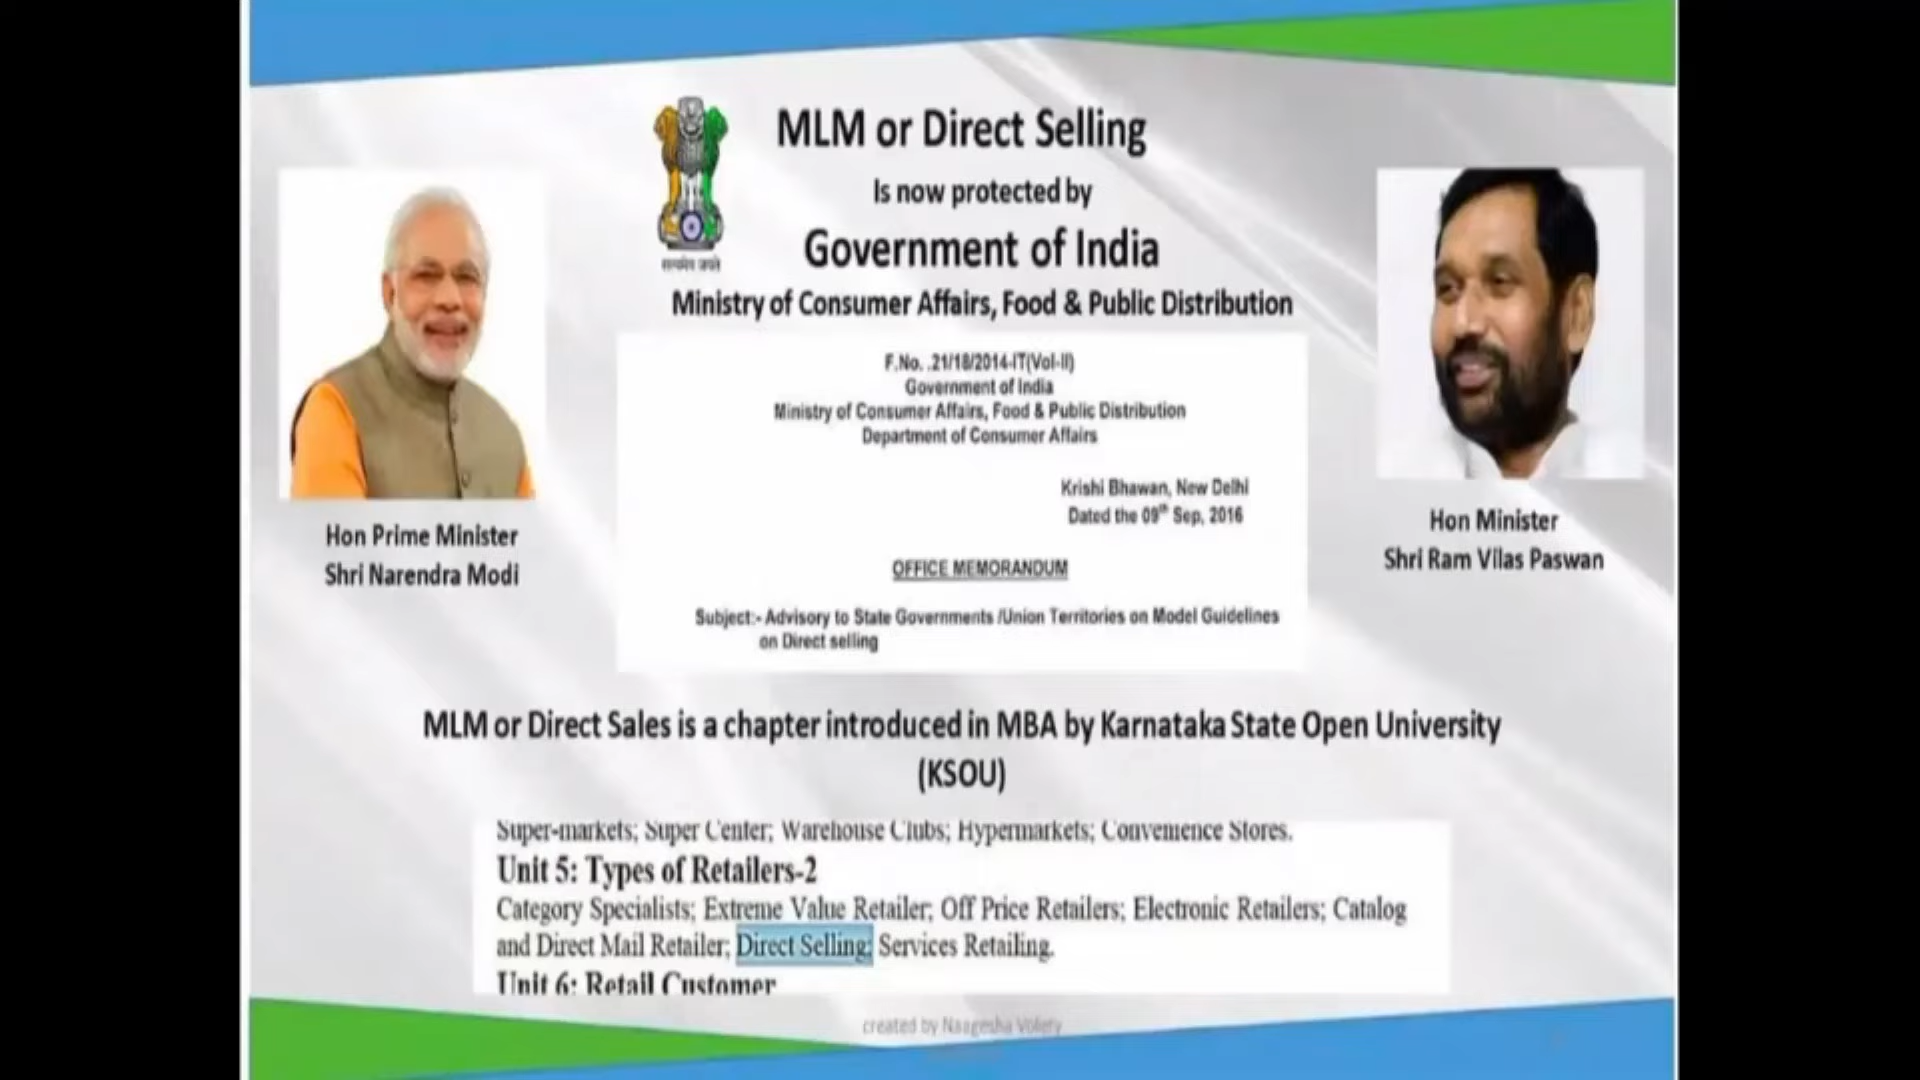 MLM or Direct Selling
Is now protected by
Government of India
Ministry of Consumer Affairs, Food & Public Distribution
सत्यमेव जयते
F.No. .21/18/2014-IT(Vol-II)
Government of India
Ministry of Consumer Affairs, Food & Public Distribution
Department of Consumer Affairs
Krishi Bhawan, New Delhi
Dated the 09th Sep, 2016
OFFICE MEMORANDUM
Subject:- Advisory to State Governments /Union Territories on Model Guidelines
on Direct selling
Hon Prime Minister
Shri Narendra Modi
Hon Minister
Shri Ram Vilas Paswan
MLM or Direct Sales is a chapter introduced in MBA by Karnataka State Open University
(KSOU)
Super-markets; Super Center; Warehouse Clubs; Hypermarkets; Convenience Stores.
Unit 5: Types of Retailers-2
Category Specialists; Extreme Value Retailer; Off Price Retailers; Electronic Retailers; Catalog
and Direct Mail Retailer; Direct Selling; Services Retailing.
Unit 6: Retail Customer
created by Naagesha